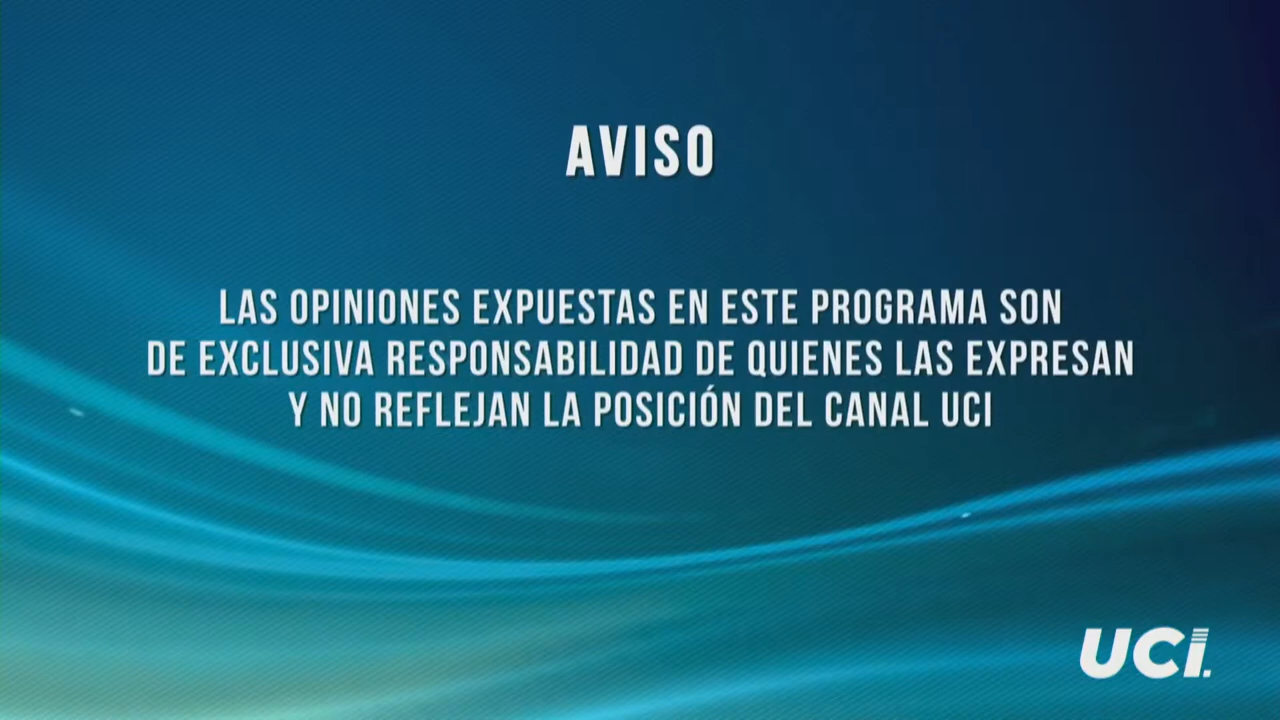 AVISO
LAS OPINIONES EXPUESTAS EN ESTE PROGRAMA SON
DE EXCLUSIVA RESPONSABILIDAD DE QUIENES LAS EXPRESAN
Y NO REFLEJAN LA POSICIÓN DEL CANAL UCI
UCi.